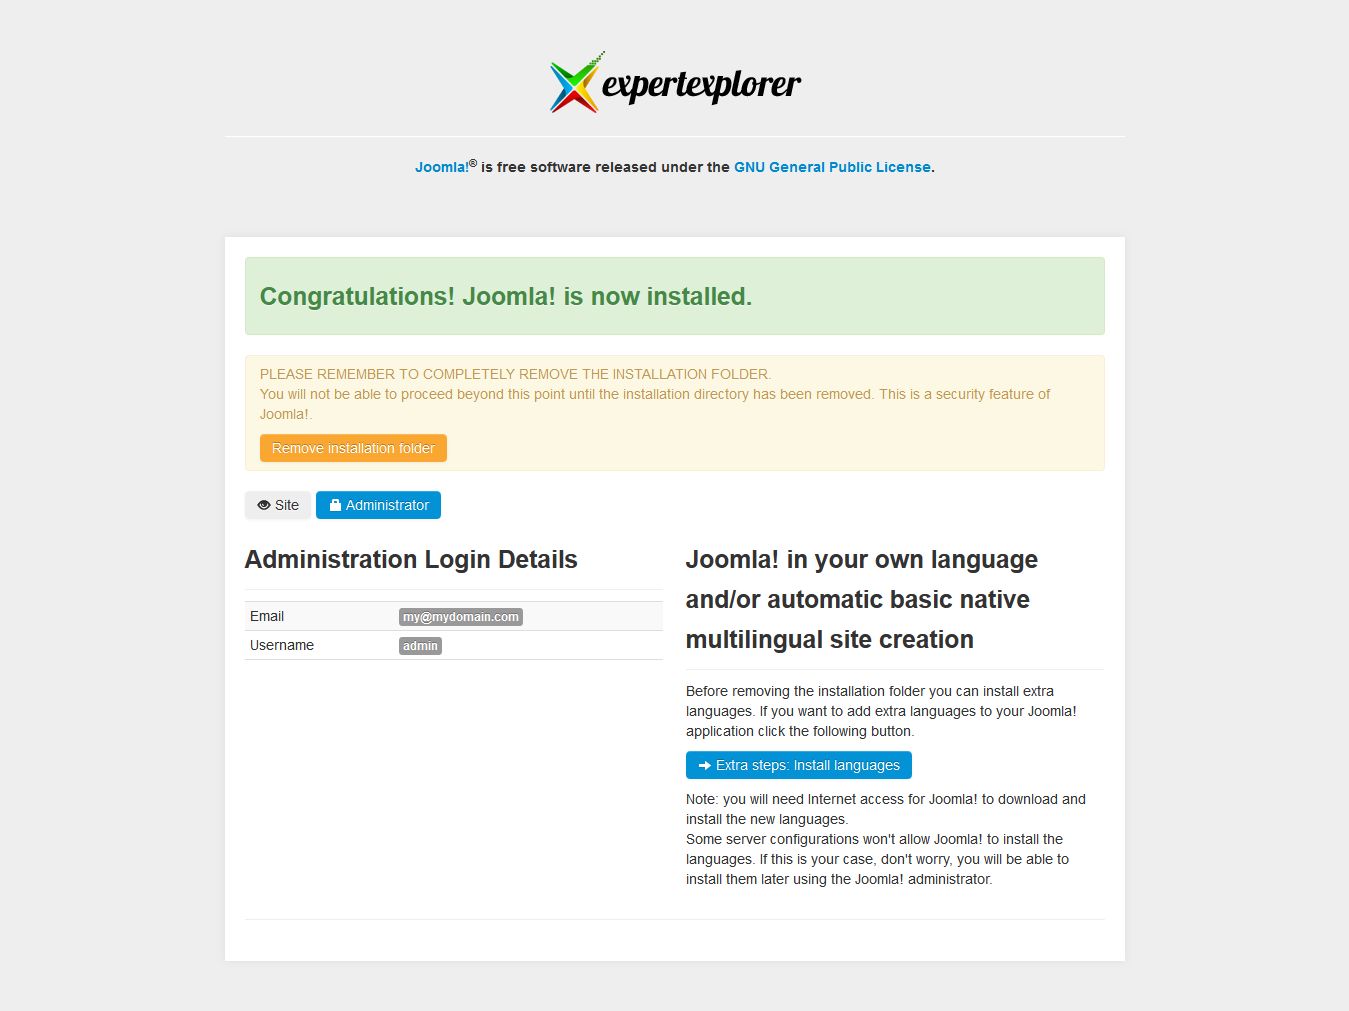 expertexplorer
Joomla!® is free software released under the GNU General Public License.
Congratulations! Joomla! is now installed.
PLEASE REMEMBER TO COMPLETELY REMOVE THE INSTALLATION FOLDER.
You will not be able to proceed beyond this point until the installation directory has been removed. This is a security feature of
Joomla!.
Remove installation folder
Site
Administrator
Administration Login Details
Email my@mydomain.com
Username admin
Joomla! in your own language
and/or automatic basic native
multilingual site creation
Before removing the installation folder you can install extra
languages. If you want to add extra languages to your Joomla!
application click the following button.
Extra steps: Install languages
Note: you will need Internet access for Joomla! to download and
install the new languages.
Some server configurations won't allow Joomla! to install the
languages. If this is your case, don't worry, you will be able to
install them later using the Joomla! administrator.